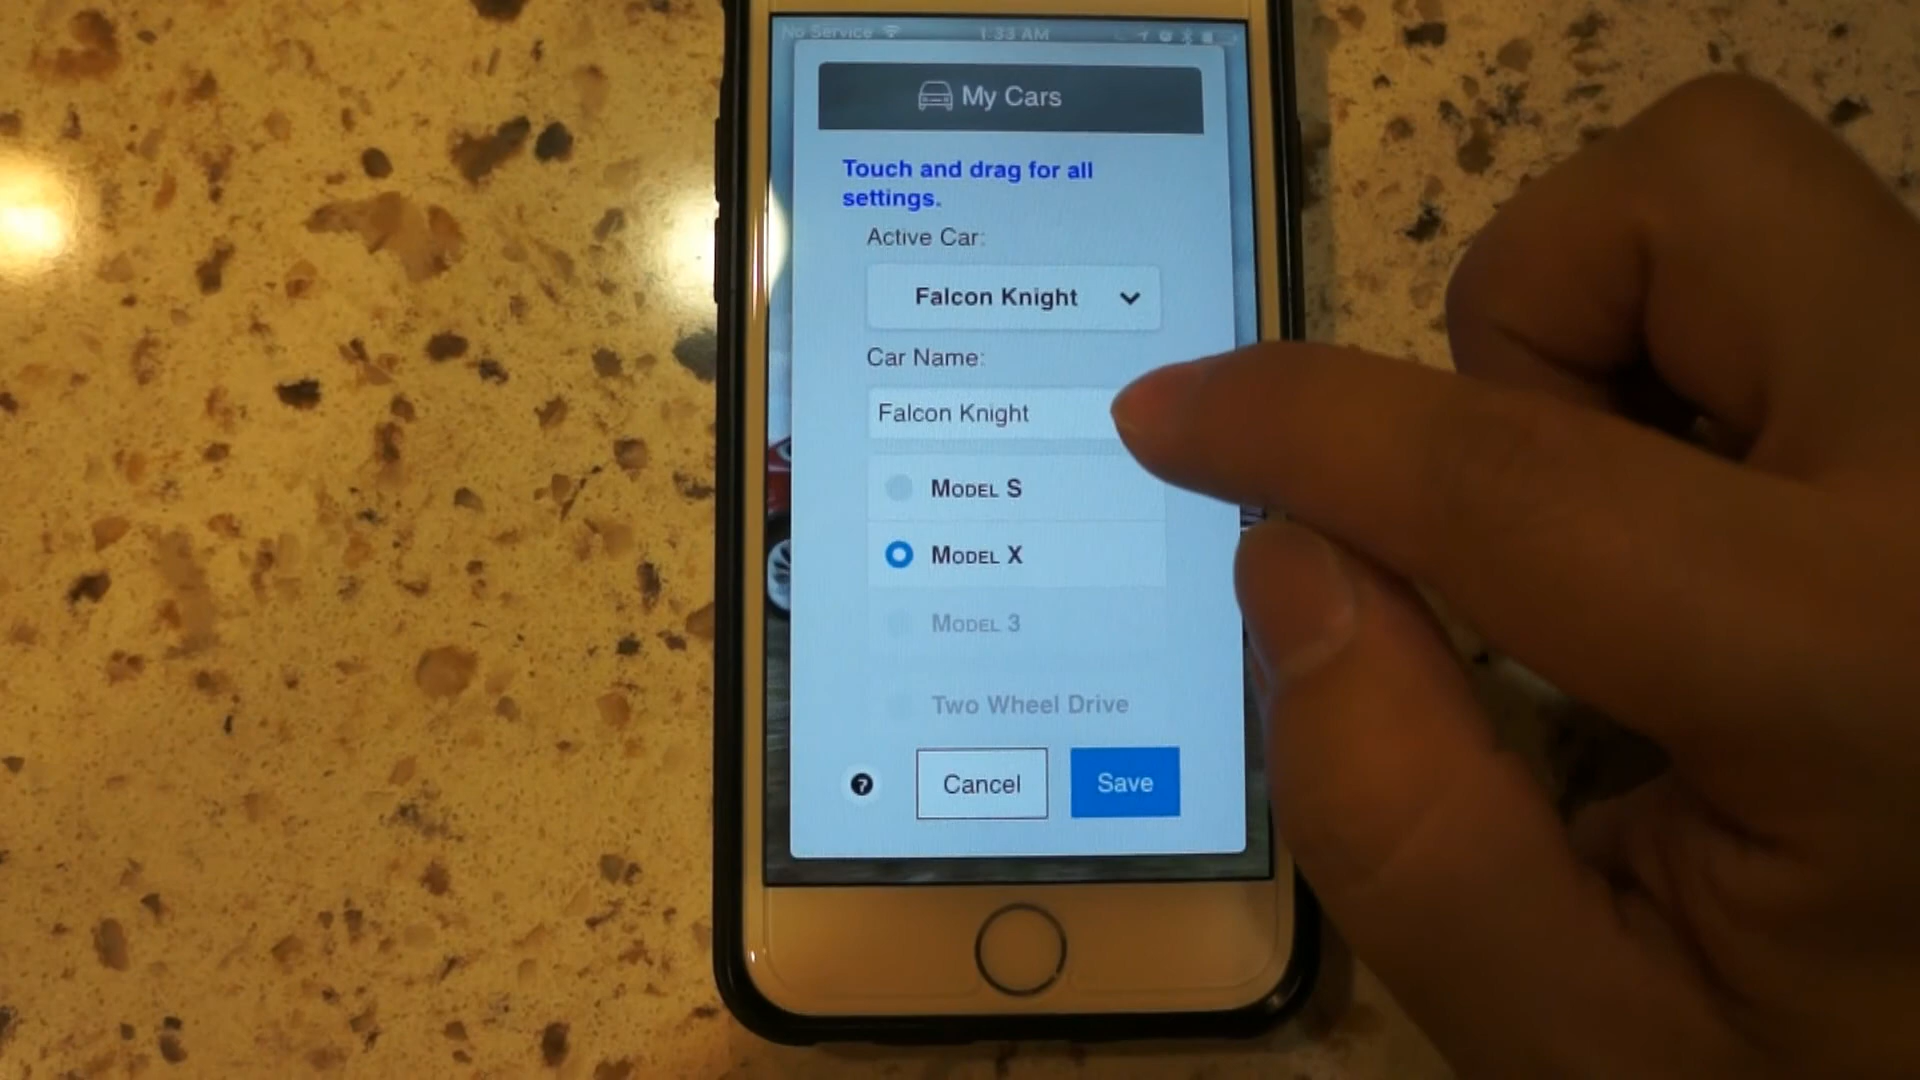 No Service 1:33 AM
My Cars
Touch and drag for all
settings.
Active Car:
Falcon Knight
Car Name:
Falcon Knight
MODEL S
MODEL X
MODEL 3
Two Wheel Drive
? Cancel Save